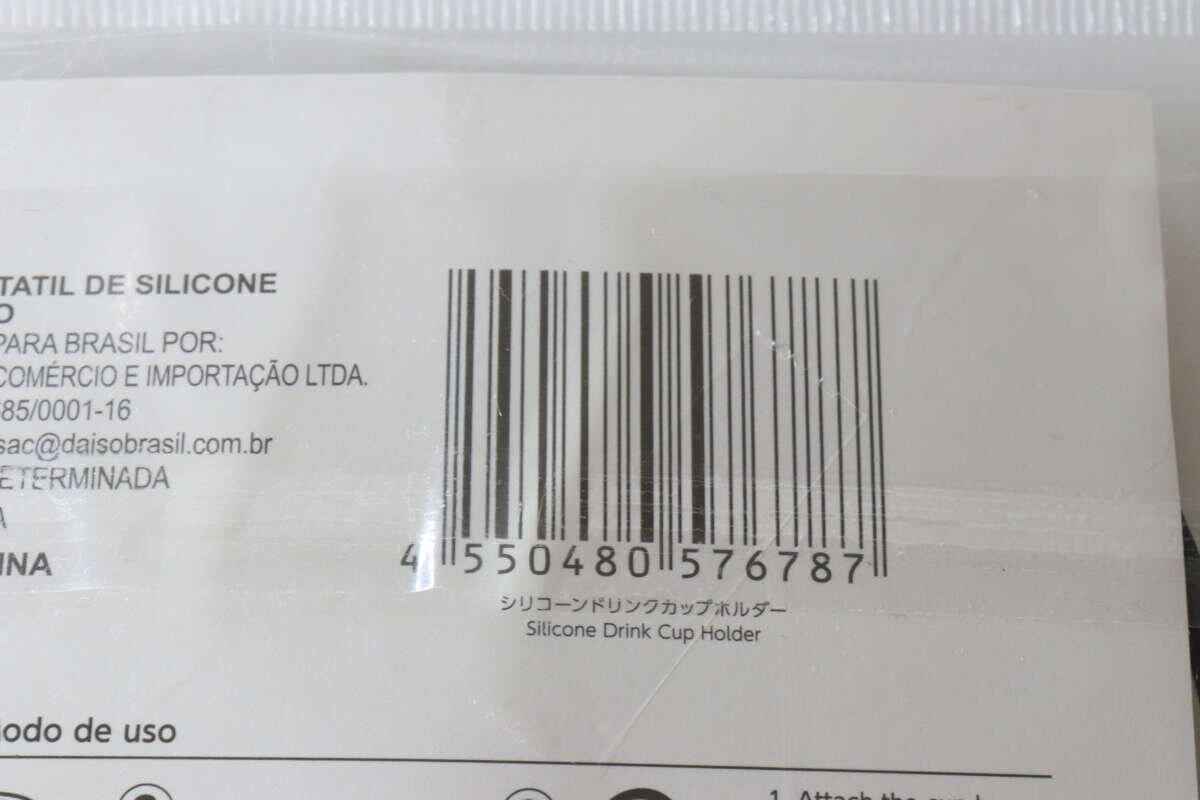 TATIL DE SILICONE
O
PARA BRASIL POR:
COMÉRCIO E IMPORTAÇÃO LTDA.
685/0001-16
sac@daisobrasil.com.br
ETERMINADA
A
INA
4 550480 576787
シリコーンドリンクカップホルダー
Silicone Drink Cup Holder
Modo de uso
1. Attach the cup